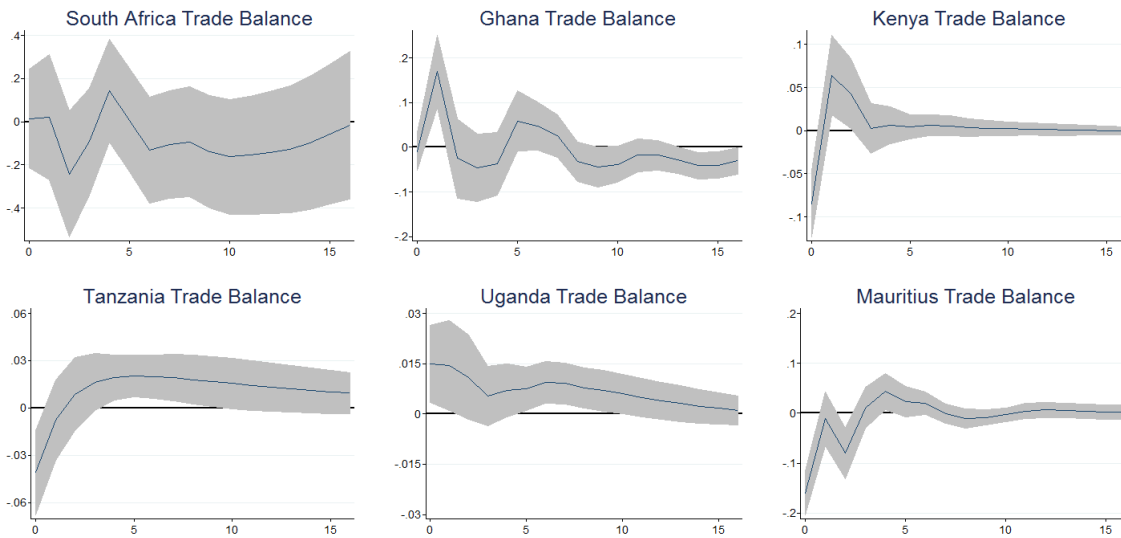 South Africa Trade Balance
.4
.2
0
-.2
-.4
0 5 10 15
Ghana Trade Balance
.2
.1
0
-.1
-.2
0 5 10 15
Kenya Trade Balance
.1
.05
0
-.05
-.1
0 5 10 15
Tanzania Trade Balance
.06
.03
0
-.03
-.06
0 5 10 15
Uganda Trade Balance
.03
.015
0
-.015
-.03
0 5 10 15
Mauritius Trade Balance
.2
.1
0
-.1
-.2
0 5 10 15